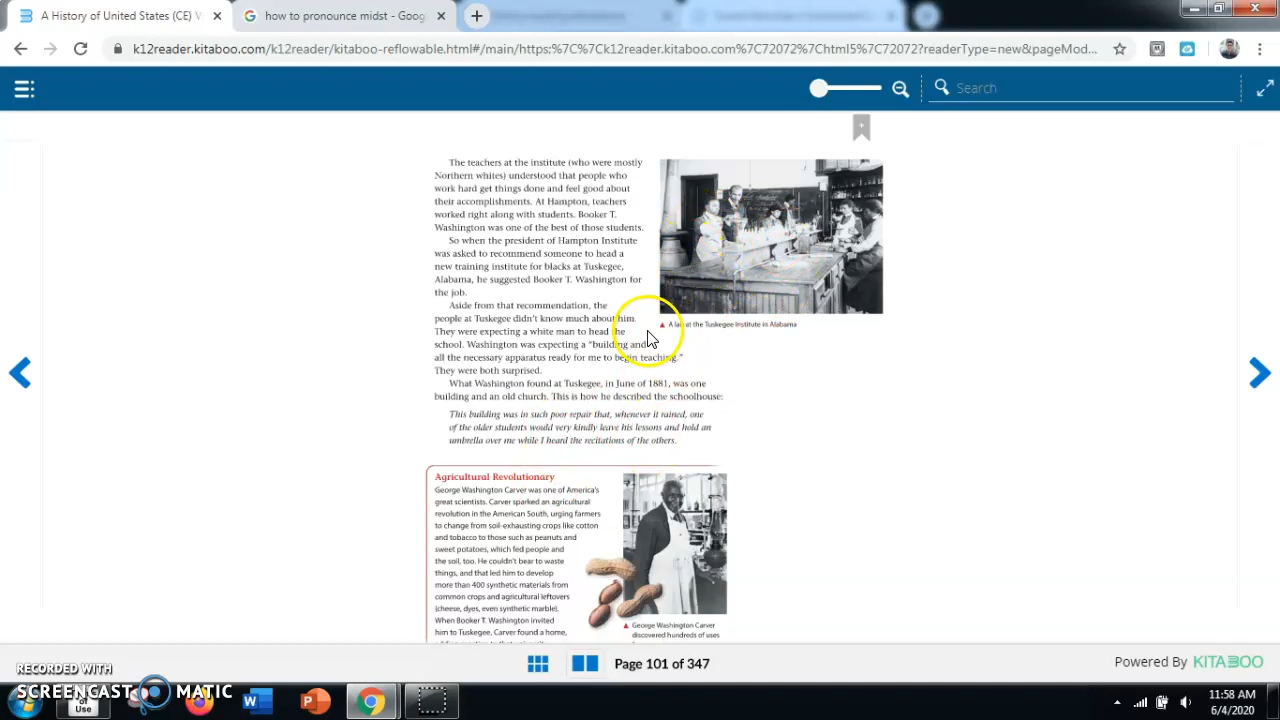 A History of United States (CE) V
how to pronounce midst - Goog
k12reader.kitaboo.com/k12reader/kitaboo-reflowable.html#/main/https;%7C%7Ck12reader.kitaboo.com%7C72072%7Chtml5%7C72072?readerType=new&pageMod...
Search
The teachers at the institute (who were mostly
Northern whites) understood that people who
work hard get things done and feel good about
their accomplishments. At Hampton, teachers
worked right along with students. Booker T.
Washington was one of the best of those students.
So when the president of Hampton Institute
was asked to recommend someone to head a
new training institute for blacks at Tuskegee,
Alabama, he suggested Booker T. Washington for
the job.
Aside from that recommendation, the
people at Tuskegee didn't know much about him.
They were expecting a white man to head the
school. Washington was expecting a "building and
all the necessary apparatus ready for me to begin teaching."
They were both surprised.
What Washington found at Tuskegee, in June of 1881, was one
building and an old church. This is how he described the schoolhouse:
This building was in such poor repair that, whenever it rained, one
of the older students would very kindly leave his lessons and hold an
umbrella over me while I heard the recitations of the others.
A lab at the Tuskegee Institute in Alabama
Agricultural Revolutionary
George Washington Carver was one of America's
great scientists. Carver sparked an agricultural
revolution in the American South, urging farmers
to change from soil-exhausting crops like cotton
and tobacco to those such as peanuts and
sweet potatoes, which fed people and
the soil, too. He couldn't bear to waste
things, and that led him to develop
more than 400 synthetic materials from
common crops and agricultural leftovers
(cheese, dyes, even synthetic marble).
When Booker T. Washington invited
him to Tuskegee, Carver found a home,
George Washington Carver
discovered hundreds of uses
Page 101 of 347
Powered By KITABOO
RECORDED WITH
SCREENCAST MATIC
of
Use
W
P
11:58 AM
6/4/2020